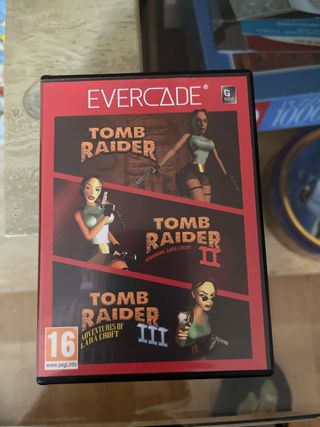 EVERCADE®
G
TOMB
RAIDER
TOMB
RAIDER II
STARRING LARA CROFT
TOMB
RAIDER III
ADVENTURES OF
LARA CROFT
16
www.pegi.info
1000